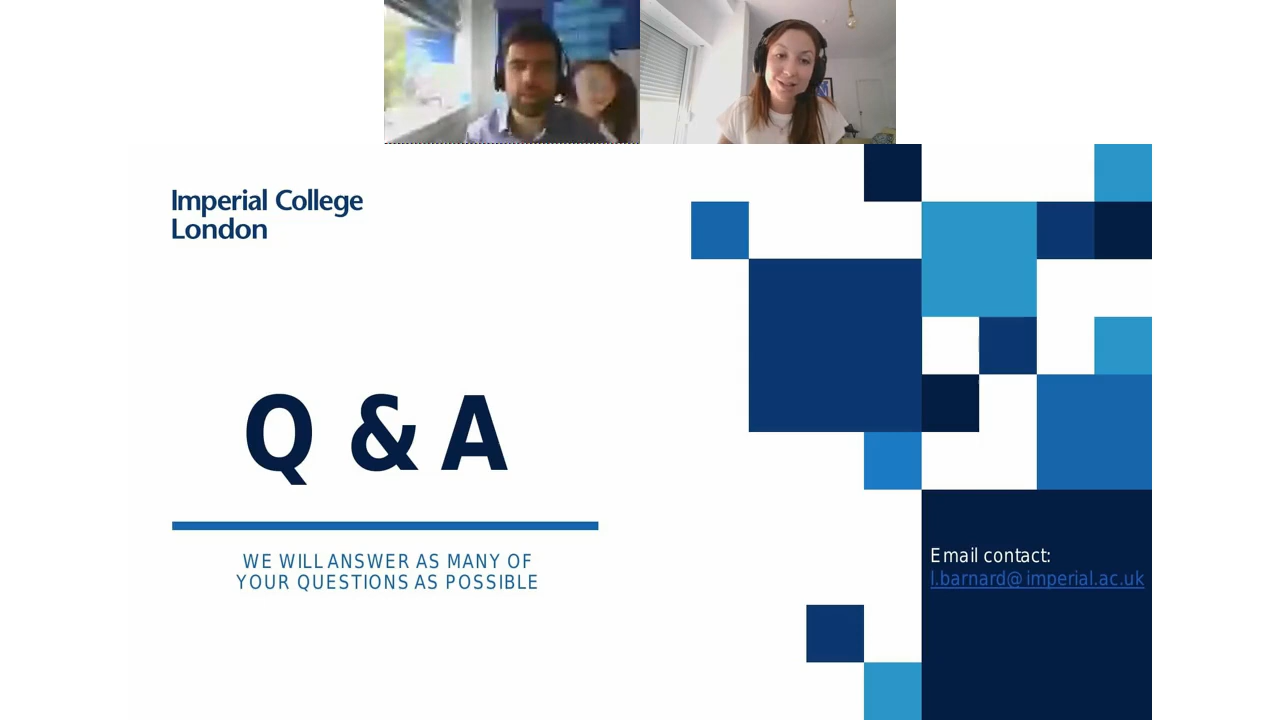 Imperial College
London
Q & A
WE WILL ANSWER AS MANY OF
YOUR QUESTIONS AS POSSIBLE
Email contact:
l.barnard@imperial.ac.uk